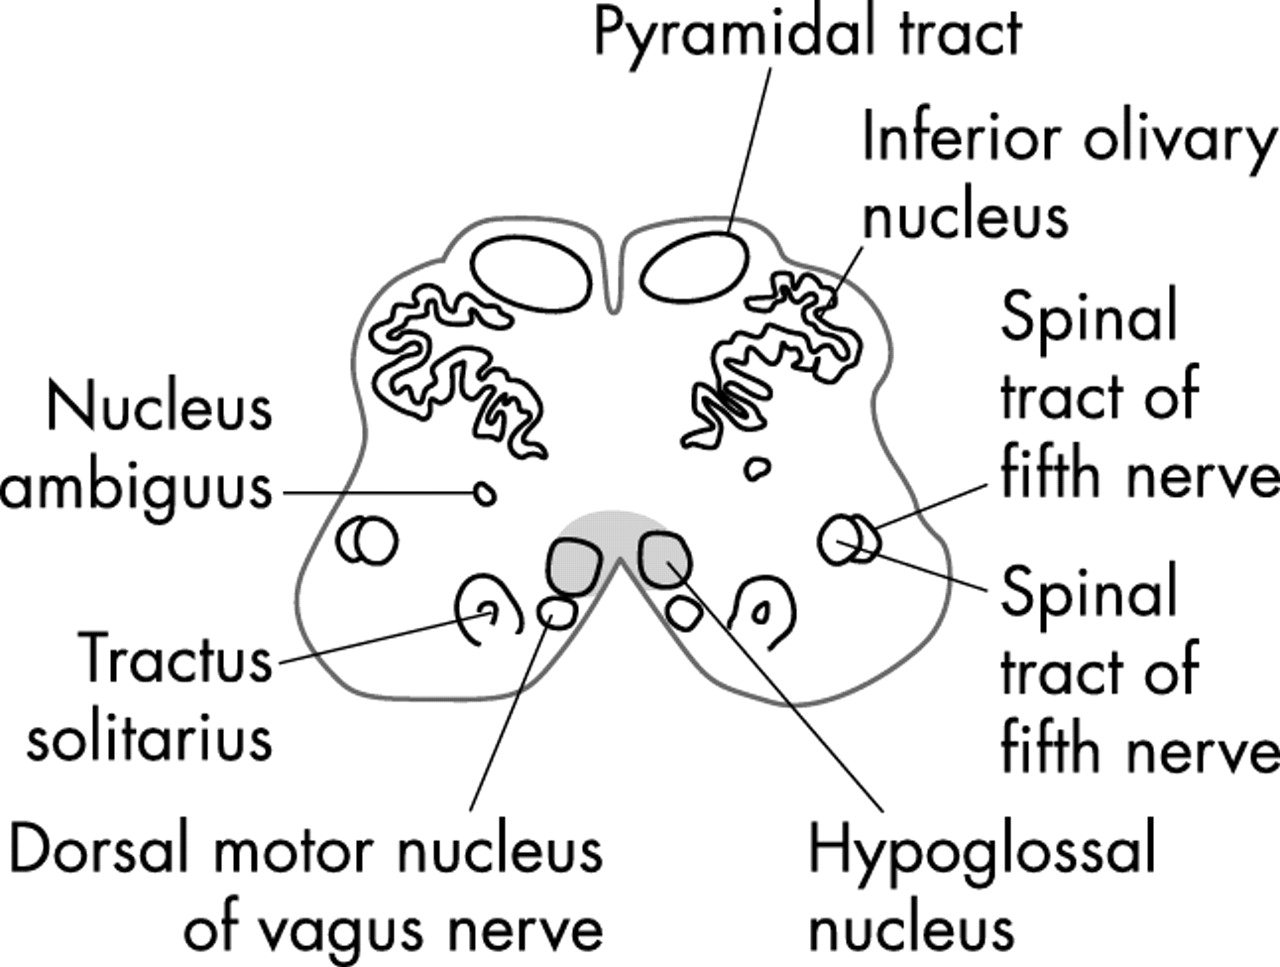 Pyramidal tract
Inferior olivary
nucleus
Spinal
tract of
fifth nerve
Nucleus
ambiguus
Spinal
tract of
fifth nerve
Tractus
solitarius
Dorsal motor nucleus
of vagus nerve
Hypoglossal
nucleus